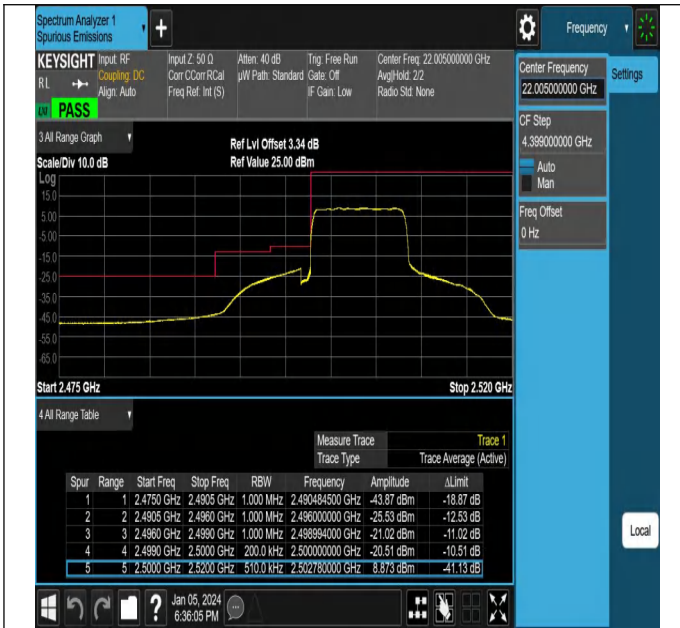 Spectrum Analyzer 1
Spurious Emissions
+
Frequency
KEYSIGHT
RL
Input: RF
Coupling: DC
Align: Auto
Input Z: 50 Ω
Corr CCorr RCal
Freq Ref: Int (S)
Atten: 40 dB
µW Path: Standard
Trig: Free Run
Gate: Off
IF Gain: Low
Center Freq: 22.005000000 GHz
Avg|Hold: 2/2
Radio Std: None
PASS
Center Frequency
22.005000000 GHz
Settings
CF Step
4.399000000 GHz
Auto
Man
Freq Offset
0 Hz
3 All Range Graph
Scale/Div 10.0 dB
Ref Lvl Offset 3.34 dB
Ref Value 25.00 dBm
Log
15.0
5.00
-5.00
-15.0
-25.0
-35.0
-45.0
-55.0
-65.0
Start 2.475 GHz
Stop 2.520 GHz
4 All Range Table
Measure Trace Trace 1
Trace Type Trace Average (Active)
Spur Range Start Freq Stop Freq RBW Frequency Amplitude ΔLimit
1 1 2.4750 GHz 2.4905 GHz 1.000 MHz 2.490484500 GHz -43.87 dBm -18.87 dB
2 2 2.4905 GHz 2.4960 GHz 1.000 MHz 2.496000000 GHz -25.53 dBm -12.53 dB
3 3 2.4960 GHz 2.4990 GHz 1.000 MHz 2.498994000 GHz -21.02 dBm -11.02 dB
4 4 2.4990 GHz 2.5000 GHz 200.0 kHz 2.500000000 GHz -20.51 dBm -10.51 dB
5 5 2.5000 GHz 2.5200 GHz 510.0 kHz 2.502780000 GHz 8.873 dBm -41.13 dB
Local
?
Jan 05, 2024
6:36:05 PM